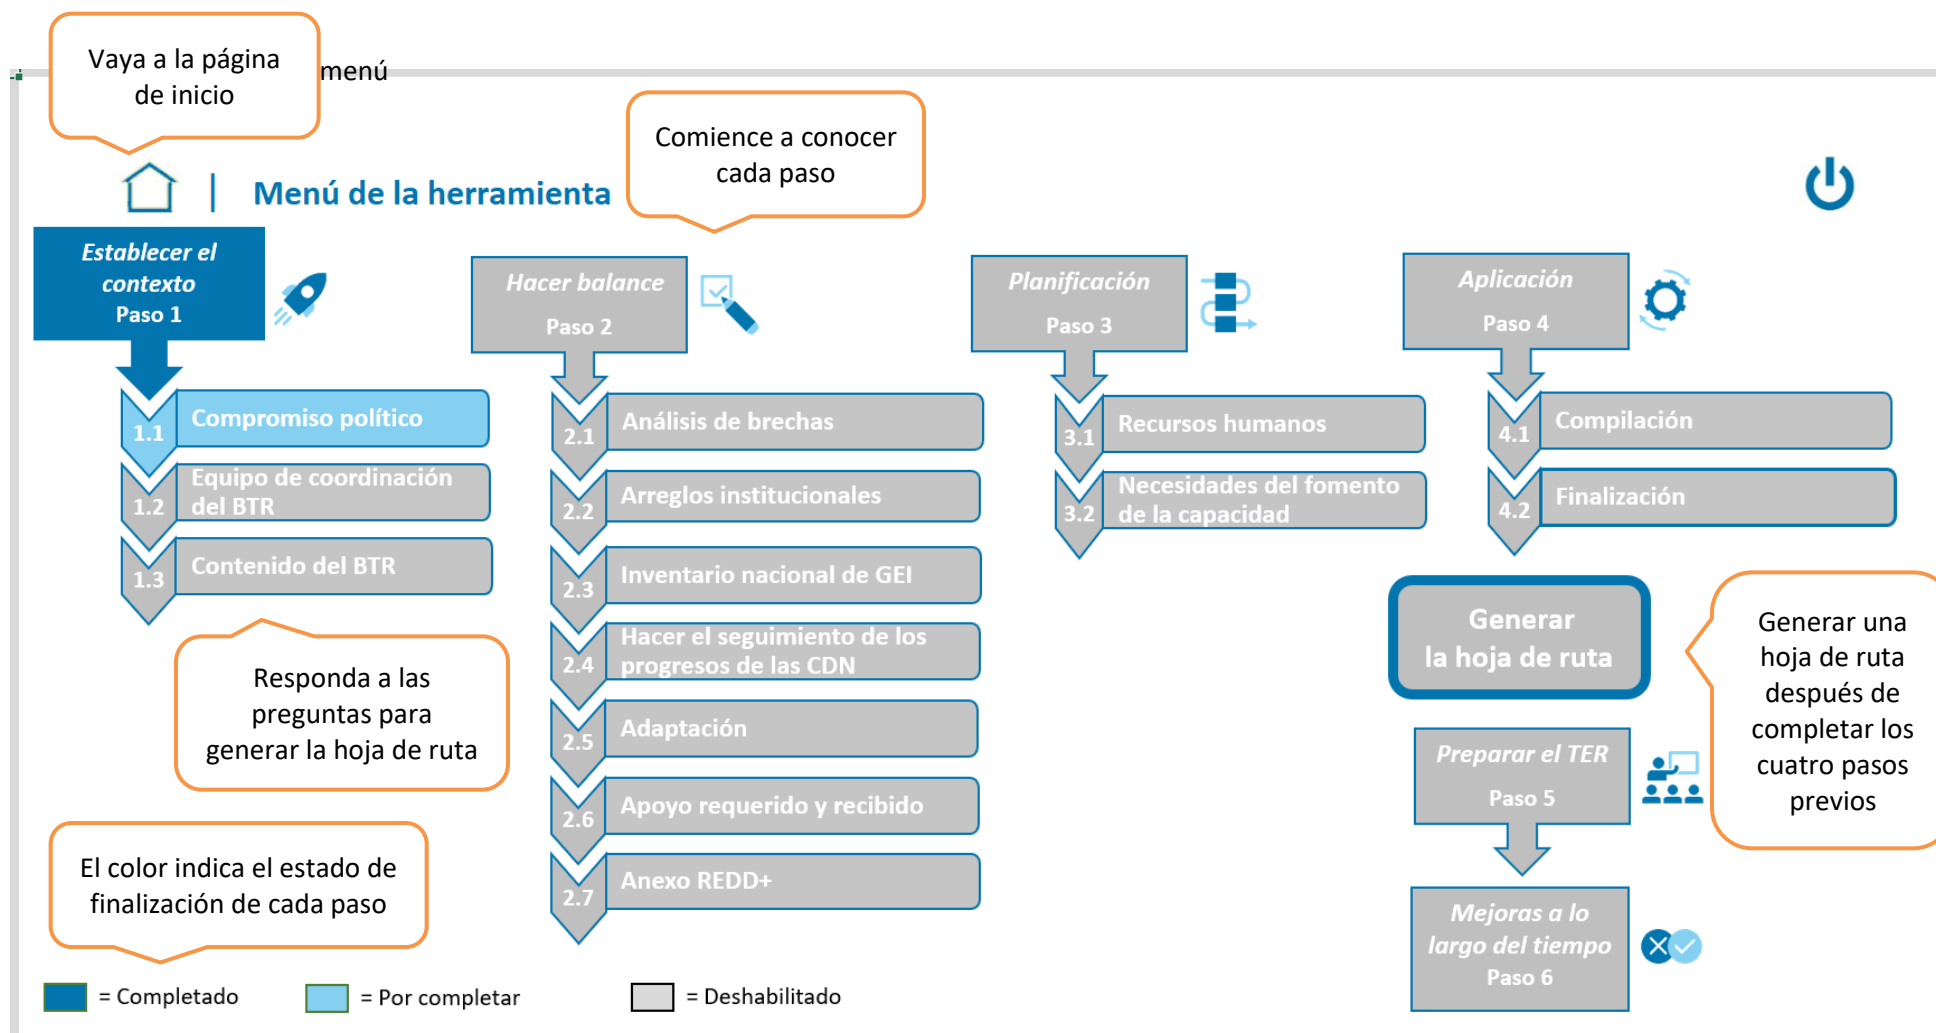 Vaya a la página
de inicio
menú
Comience a conocer
cada paso
Menú de la herramienta
Establecer el
contexto
Paso 1
1.1
Compromiso político
1.2
Equipo de coordinación
del BTR
1.3
Contenido del BTR
Responda a las
preguntas para
generar la hoja de ruta
El color indica el estado de
finalización de cada paso
Hacer balance
Paso 2
2.1
Análisis de brechas
2.2
Arreglos institucionales
2.3
Inventario nacional de GEI
2.4
Hacer el seguimiento de los
progresos de las CDN
2.5
Adaptación
2.6
Apoyo requerido y recibido
2.7
Anexo REDD+
Planificación
Paso 3
3.1
Recursos humanos
3.2
Necesidades del fomento
de la capacidad
Aplicación
Paso 4
4.1
Compilación
4.2
Finalización
Generar
la hoja de ruta
Generar una
hoja de ruta
después de
completar los
cuatro pasos
previos
Preparar el TER
Paso 5
Mejoras a lo
largo del tiempo
Paso 6
= Completado
= Por completar
= Deshabilitado